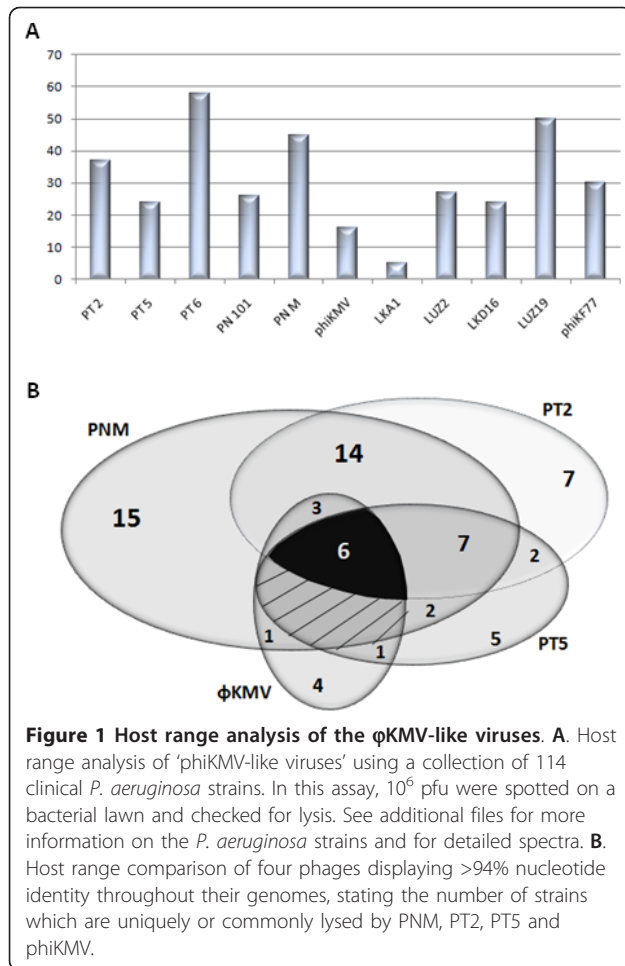 A
70
60
50
40
30
20
10
0
PT2
PT5
PT6
PN 101
PN M
phiKMV
LKA1
LUZ2
LKD16
LUZ19
phiKF77
B
PNM
PT2
14
7
15
3
6
7
2
2
1
1
5
PT5
4
ϕKMV
Figure 1 Host range analysis of the φKMV-like viruses. A. Host
range analysis of 'phiKMV-like viruses' using a collection of 114
clinical P. aeruginosa strains. In this assay, 10⁶ pfu were spotted on a
bacterial lawn and checked for lysis. See additional files for more
information on the P. aeruginosa strains and for detailed spectra. B.
Host range comparison of four phages displaying >94% nucleotide
identity throughout their genomes, stating the number of strains
which are uniquely or commonly lysed by PNM, PT2, PT5 and
phiKMV.